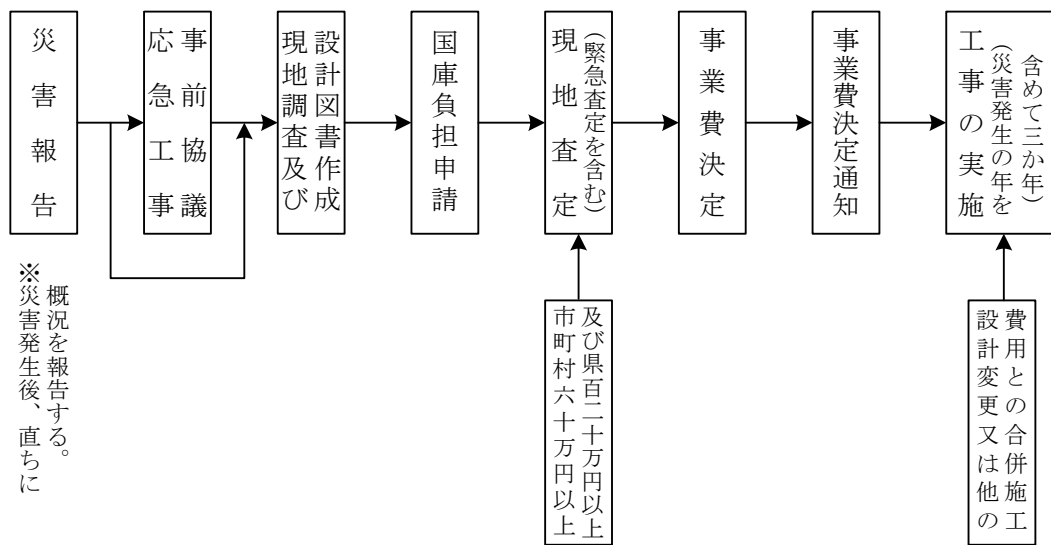 災害報告
応急工事
事前協議
現地調査及び
設計図書作成
国庫負担申請
現地査定
(緊急査定を含む)
事業費決定
事業費決定通知
工事の実施
(災害発生の年を
含めて三か年)
※災害発生後、直ちに
概況を報告する。
市町村六十万円以上
及び県百二十万円以上
設計変更又は他の
費用との合併施工